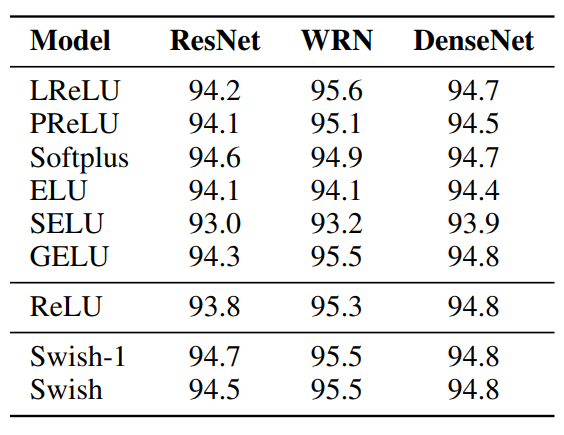 Model ResNet WRN DenseNet
LReLU 94.2 95.6 94.7
PReLU 94.1 95.1 94.5
Softplus 94.6 94.9 94.7
ELU 94.1 94.1 94.4
SELU 93.0 93.2 93.9
GELU 94.3 95.5 94.8
ReLU 93.8 95.3 94.8
Swish-1 94.7 95.5 94.8
Swish 94.5 95.5 94.8